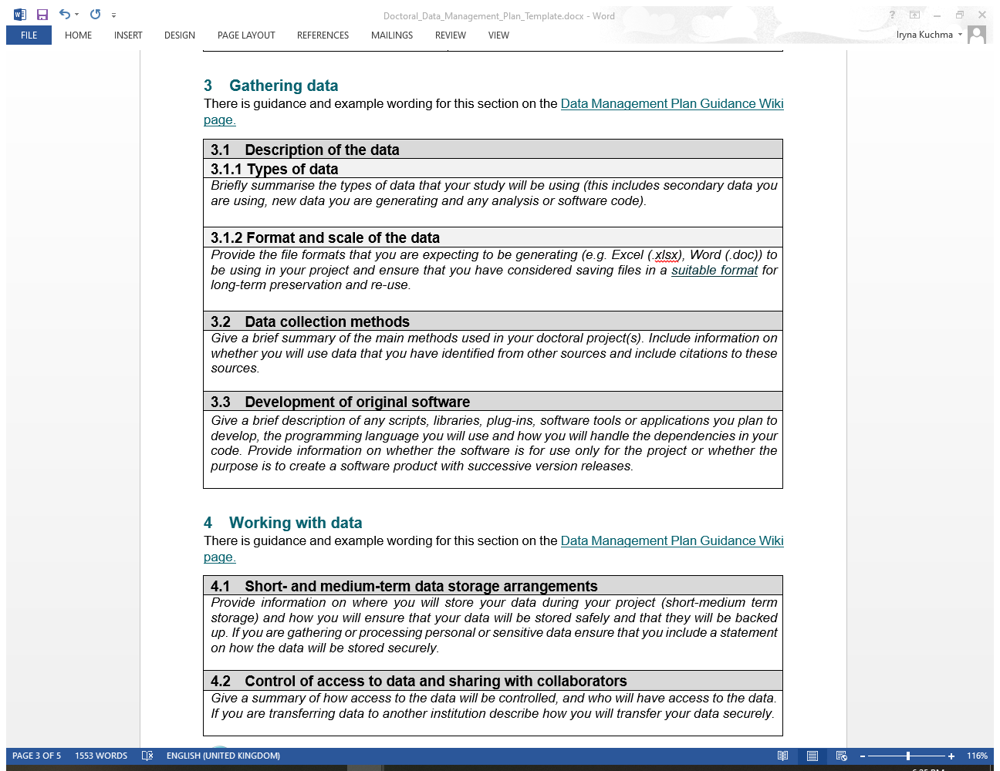 Doctoral_Data_Management_Plan_Template.docx - Word
?
FILE HOME INSERT DESIGN PAGE LAYOUT REFERENCES MAILINGS REVIEW VIEW
Iryna Kuchma
3 Gathering data
There is guidance and example wording for this section on the Data Management Plan Guidance Wiki
page.
3.1 Description of the data
3.1.1 Types of data
Briefly summarise the types of data that your study will be using (this includes secondary data you
are using, new data you are generating and any analysis or software code).
3.1.2 Format and scale of the data
Provide the file formats that you are expecting to be generating (e.g. Excel (.xlsx), Word (.doc)) to
be using in your project and ensure that you have considered saving files in a suitable format for
long-term preservation and re-use.
3.2 Data collection methods
Give a brief summary of the main methods used in your doctoral project(s). Include information on
whether you will use data that you have identified from other sources and include citations to these
sources.
3.3 Development of original software
Give a brief description of any scripts, libraries, plug-ins, software tools or applications you plan to
develop, the programming language you will use and how you will handle the dependencies in your
code. Provide information on whether the software is for use only for the project or whether the
purpose is to create a software product with successive version releases.
4 Working with data
There is guidance and example wording for this section on the Data Management Plan Guidance Wiki
page.
4.1 Short- and medium-term data storage arrangements
Provide information on where you will store your data during your project (short-medium term
storage) and how you will ensure that your data will be stored safely and that they will be backed
up. If you are gathering or processing personal or sensitive data ensure that you include a statement
on how the data will be stored securely.
4.2 Control of access to data and sharing with collaborators
Give a summary of how access to the data will be controlled, and who will have access to the data.
If you are transferring data to another institution describe how you will transfer your data securely.
PAGE 3 OF 5 1553 WORDS ENGLISH (UNITED KINGDOM) 116%